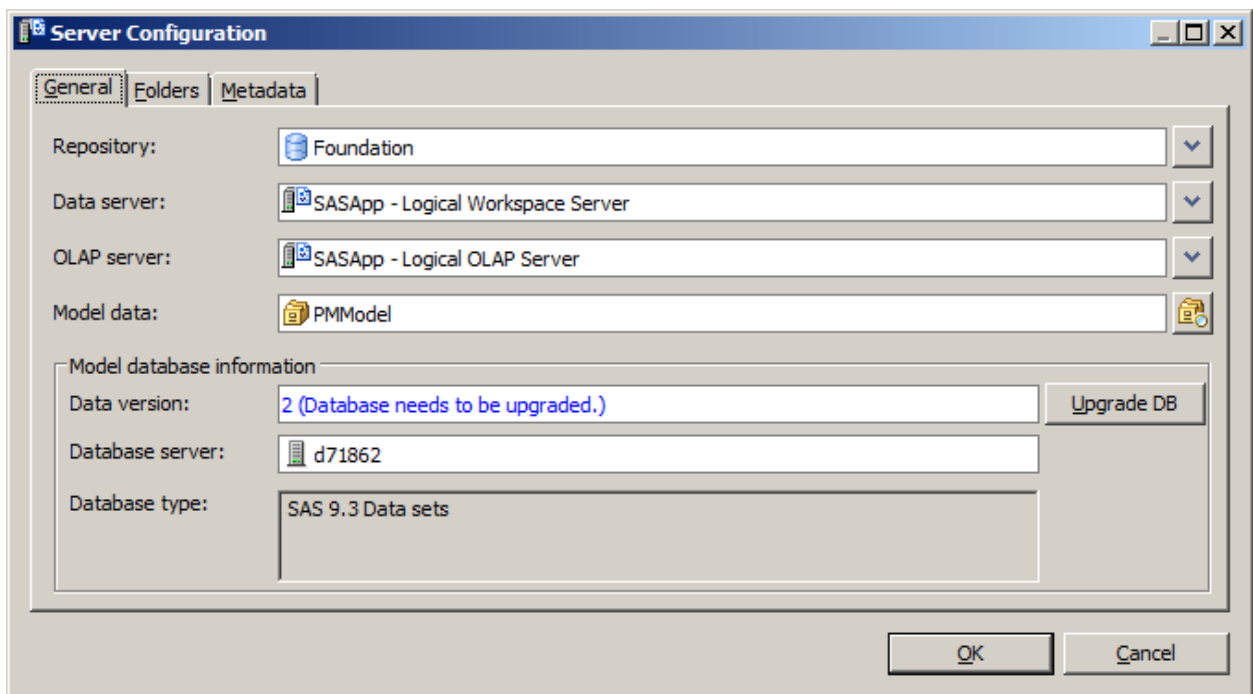 Server Configuration
General Folders Metadata
Repository: Foundation
Data server: SASApp - Logical Workspace Server
OLAP server: SASApp - Logical OLAP Server
Model data: PMModel
Model database information
Data version: 2 (Database needs to be upgraded.) Upgrade DB
Database server: d71862
Database type: SAS 9.3 Data sets
OK Cancel